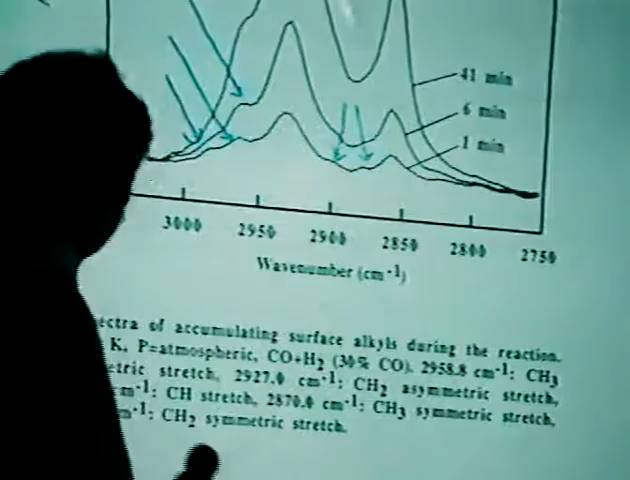 41 min
6 min
1 min
3000 2950 2900 2850 2800 2750
Wavenumber (cm⁻¹)
ectra of accumulating surface alkyls during the reaction.
K, P=atmospheric, CO+H₂ (30% CO). 2958.8 cm⁻¹: CH₃
etric stretch, 2927.0 cm⁻¹: CH₂ asymmetric stretch,
m⁻¹: CH stretch, 2870.0 cm⁻¹: CH₃ symmetric stretch,
m⁻¹: CH₂ symmetric stretch.